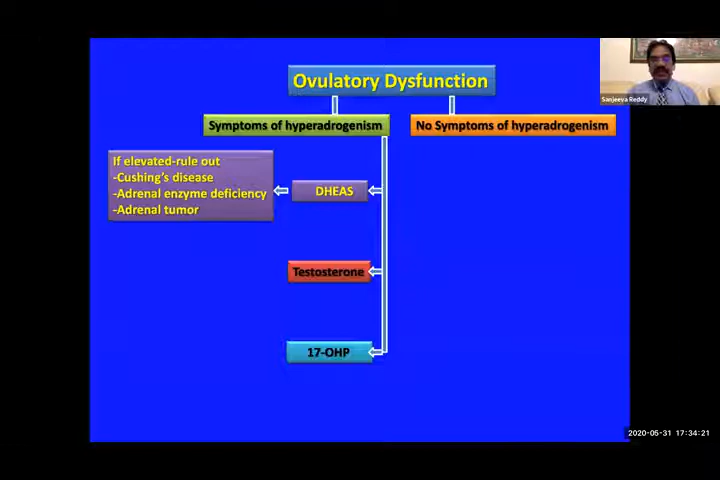 Ovulatory Dysfunction
Sanjeeva Reddy
Symptoms of hyperadrogenism
No Symptoms of hyperadrogenism
If elevated-rule out
-Cushing's disease
-Adrenal enzyme deficiency
-Adrenal tumor
DHEAS
Testosterone
17-OHP
2020-05-31 17:34:21